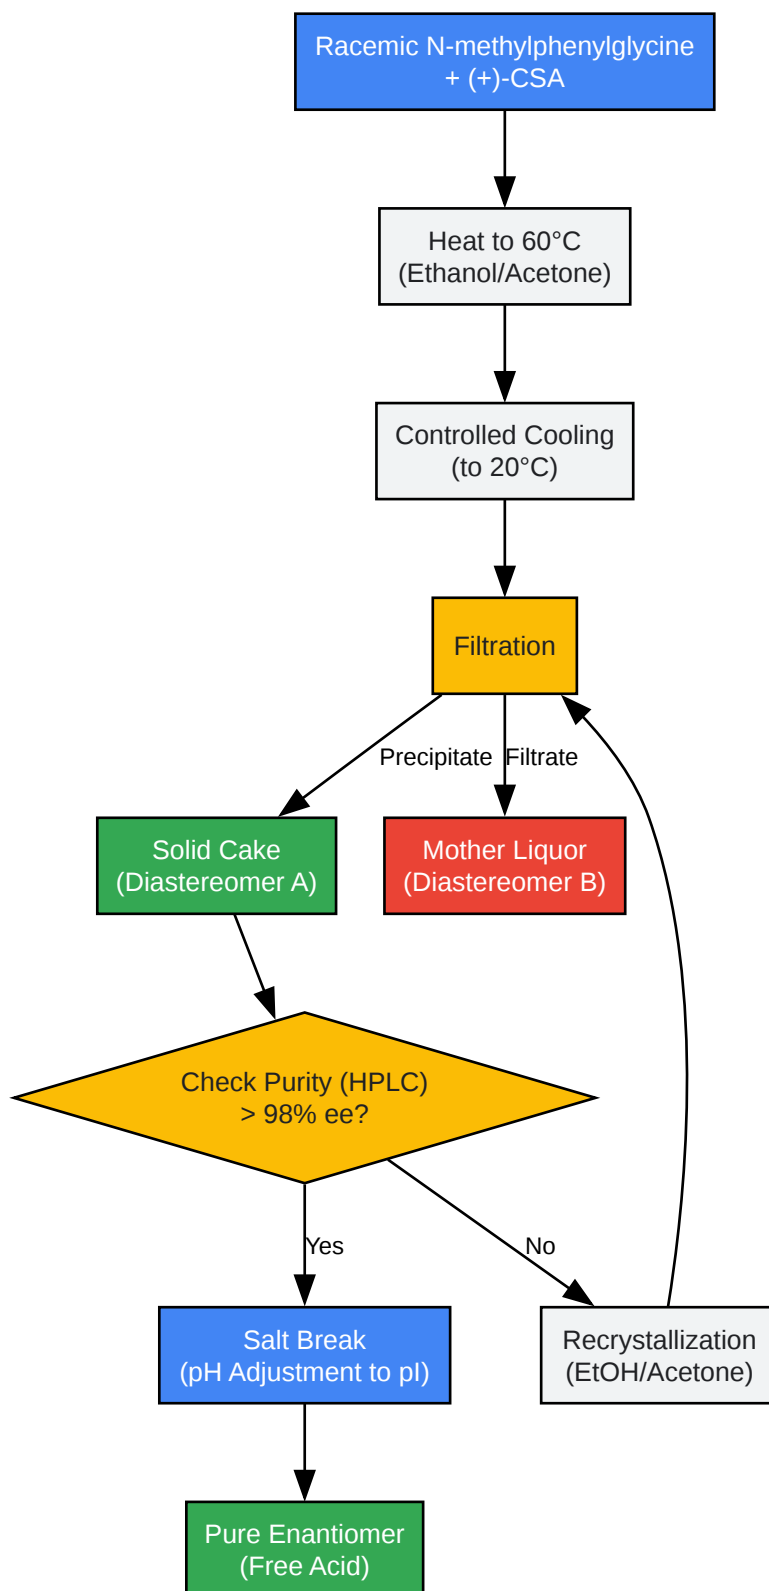 Racemic N-methylphenylglycine
+ (+)-CSA
Heat to 60°C
(Ethanol/Acetone)
Controlled Cooling
(to 20°C)
Filtration
Precipitate
Filtrate
Solid Cake
(Diastereomer A)
Mother Liquor
(Diastereomer B)
Check Purity (HPLC)
> 98% ee?
Yes
No
Salt Break
(pH Adjustment to pI)
Recrystallization
(EtOH/Acetone)
Pure Enantiomer
(Free Acid)